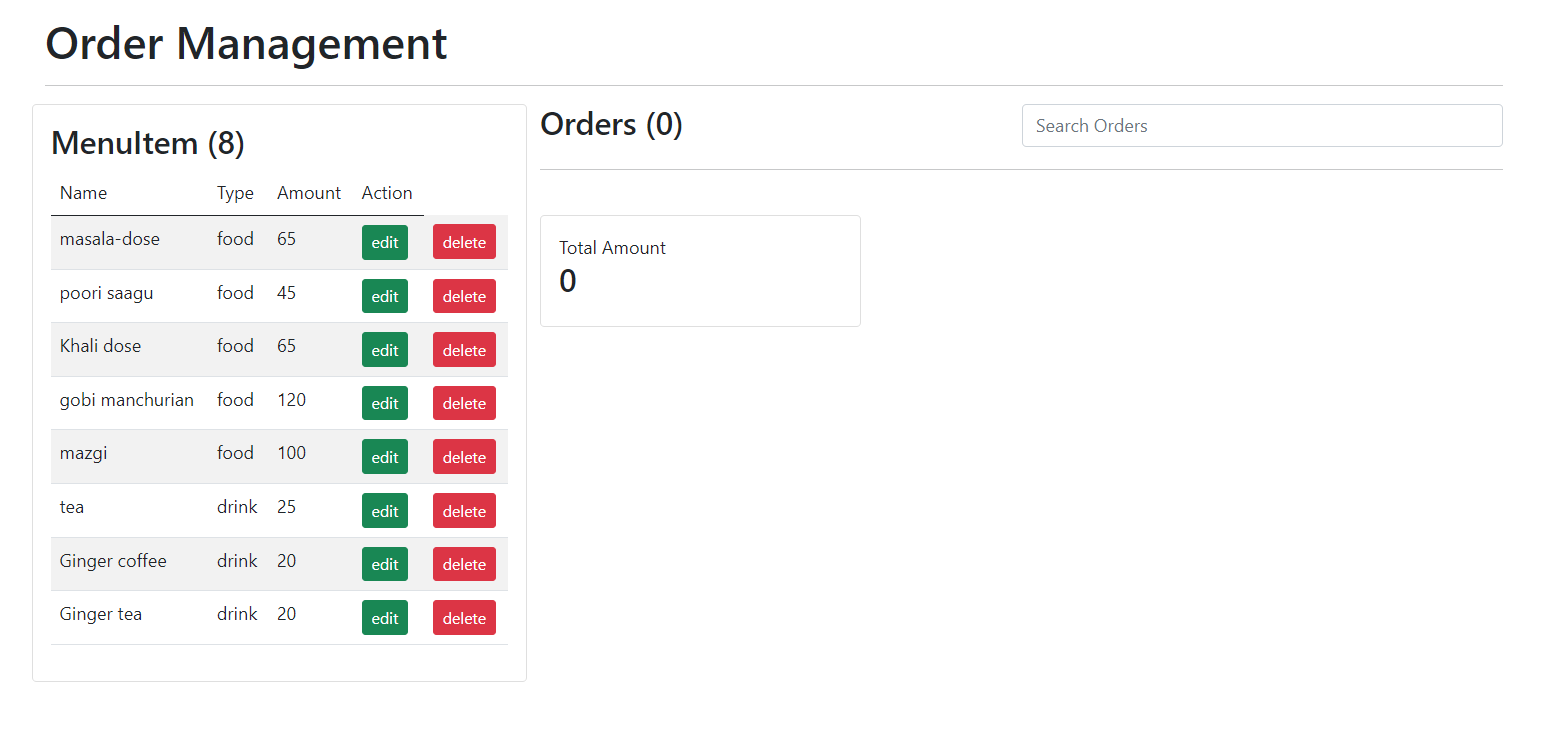 Order Management
MenuItem (8)
Name Type Amount Action
masala-dose food 65 edit delete
poori saagu food 45 edit delete
Khali dose food 65 edit delete
gobi manchurian food 120 edit delete
mazgi food 100 edit delete
tea drink 25 edit delete
Ginger coffee drink 20 edit delete
Ginger tea drink 20 edit delete
Orders (0)
Search Orders
Total Amount
0